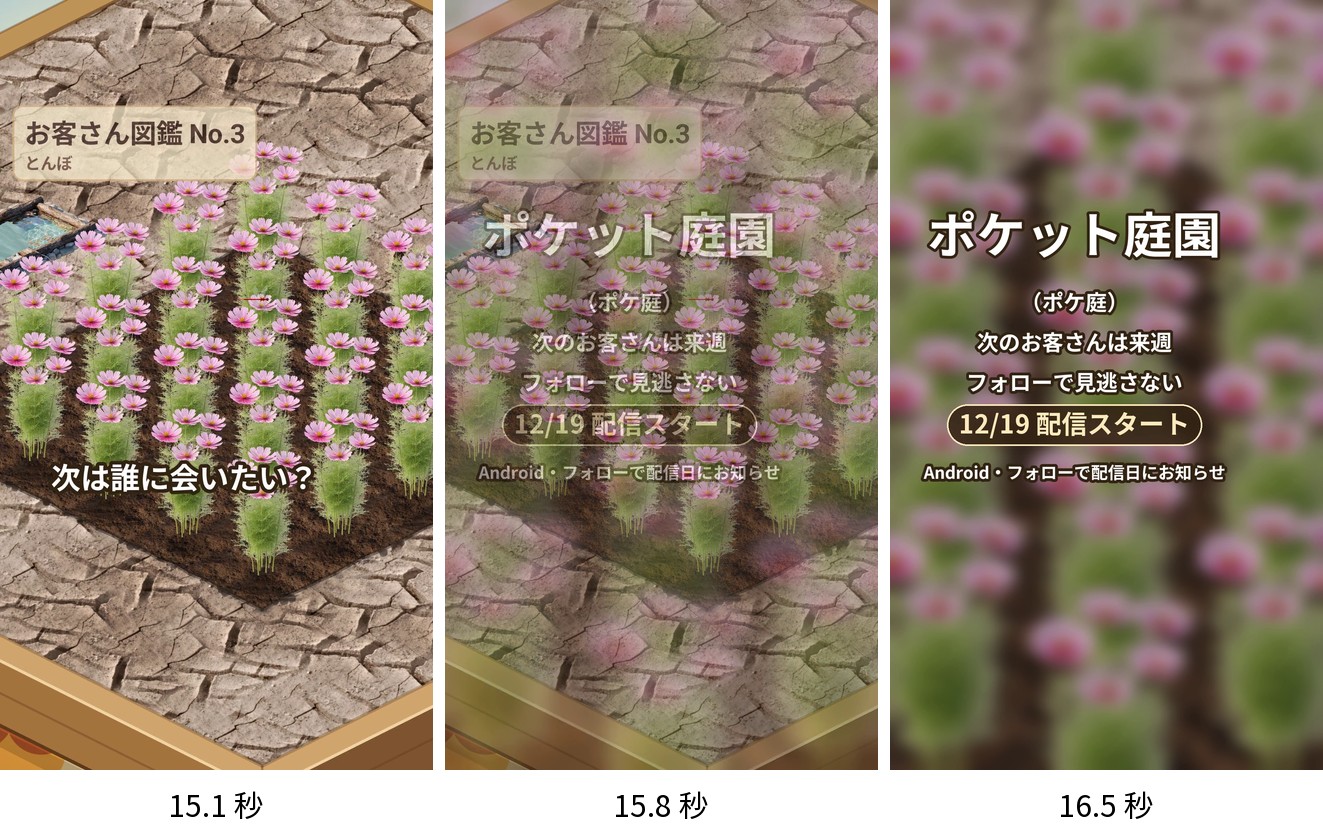 お客さん図鑑 No.3
とんぼ
次は誰に会いたい？
15.1 秒
お客さん図鑑 No.3
とんぼ
ポケット庭園
（ポケ庭）
次のお客さんは来週
フォローで見逃さない
12/19 配信スタート
Android・フォローで配信日にお知らせ
15.8 秒
ポケット庭園
（ポケ庭）
次のお客さんは来週
フォローで見逃さない
12/19 配信スタート
Android・フォローで配信日にお知らせ
16.5 秒